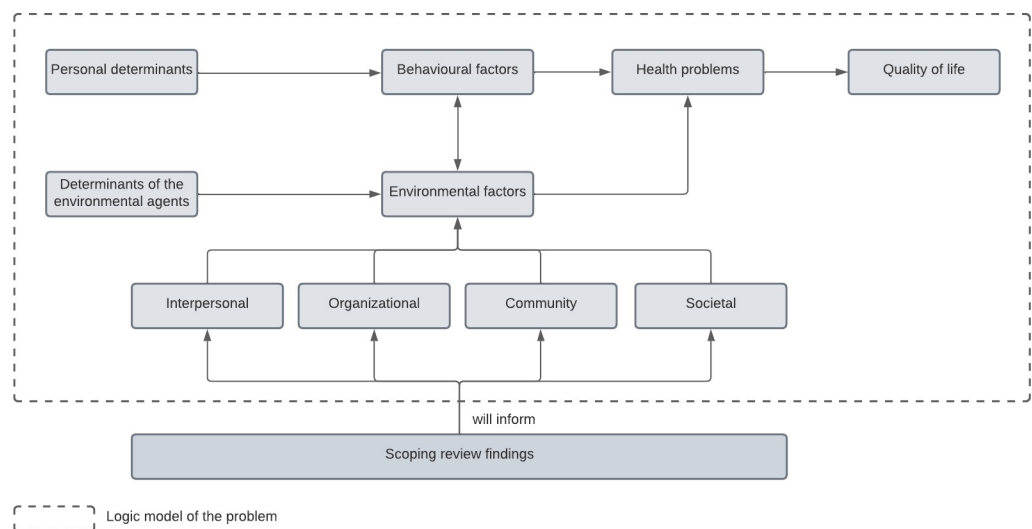 Personal determinants
Behavioural factors
Health problems
Quality of life
Determinants of the
environmental agents
Environmental factors
Interpersonal
Organizational
Community
Societal
will inform
Scoping review findings
Logic model of the problem